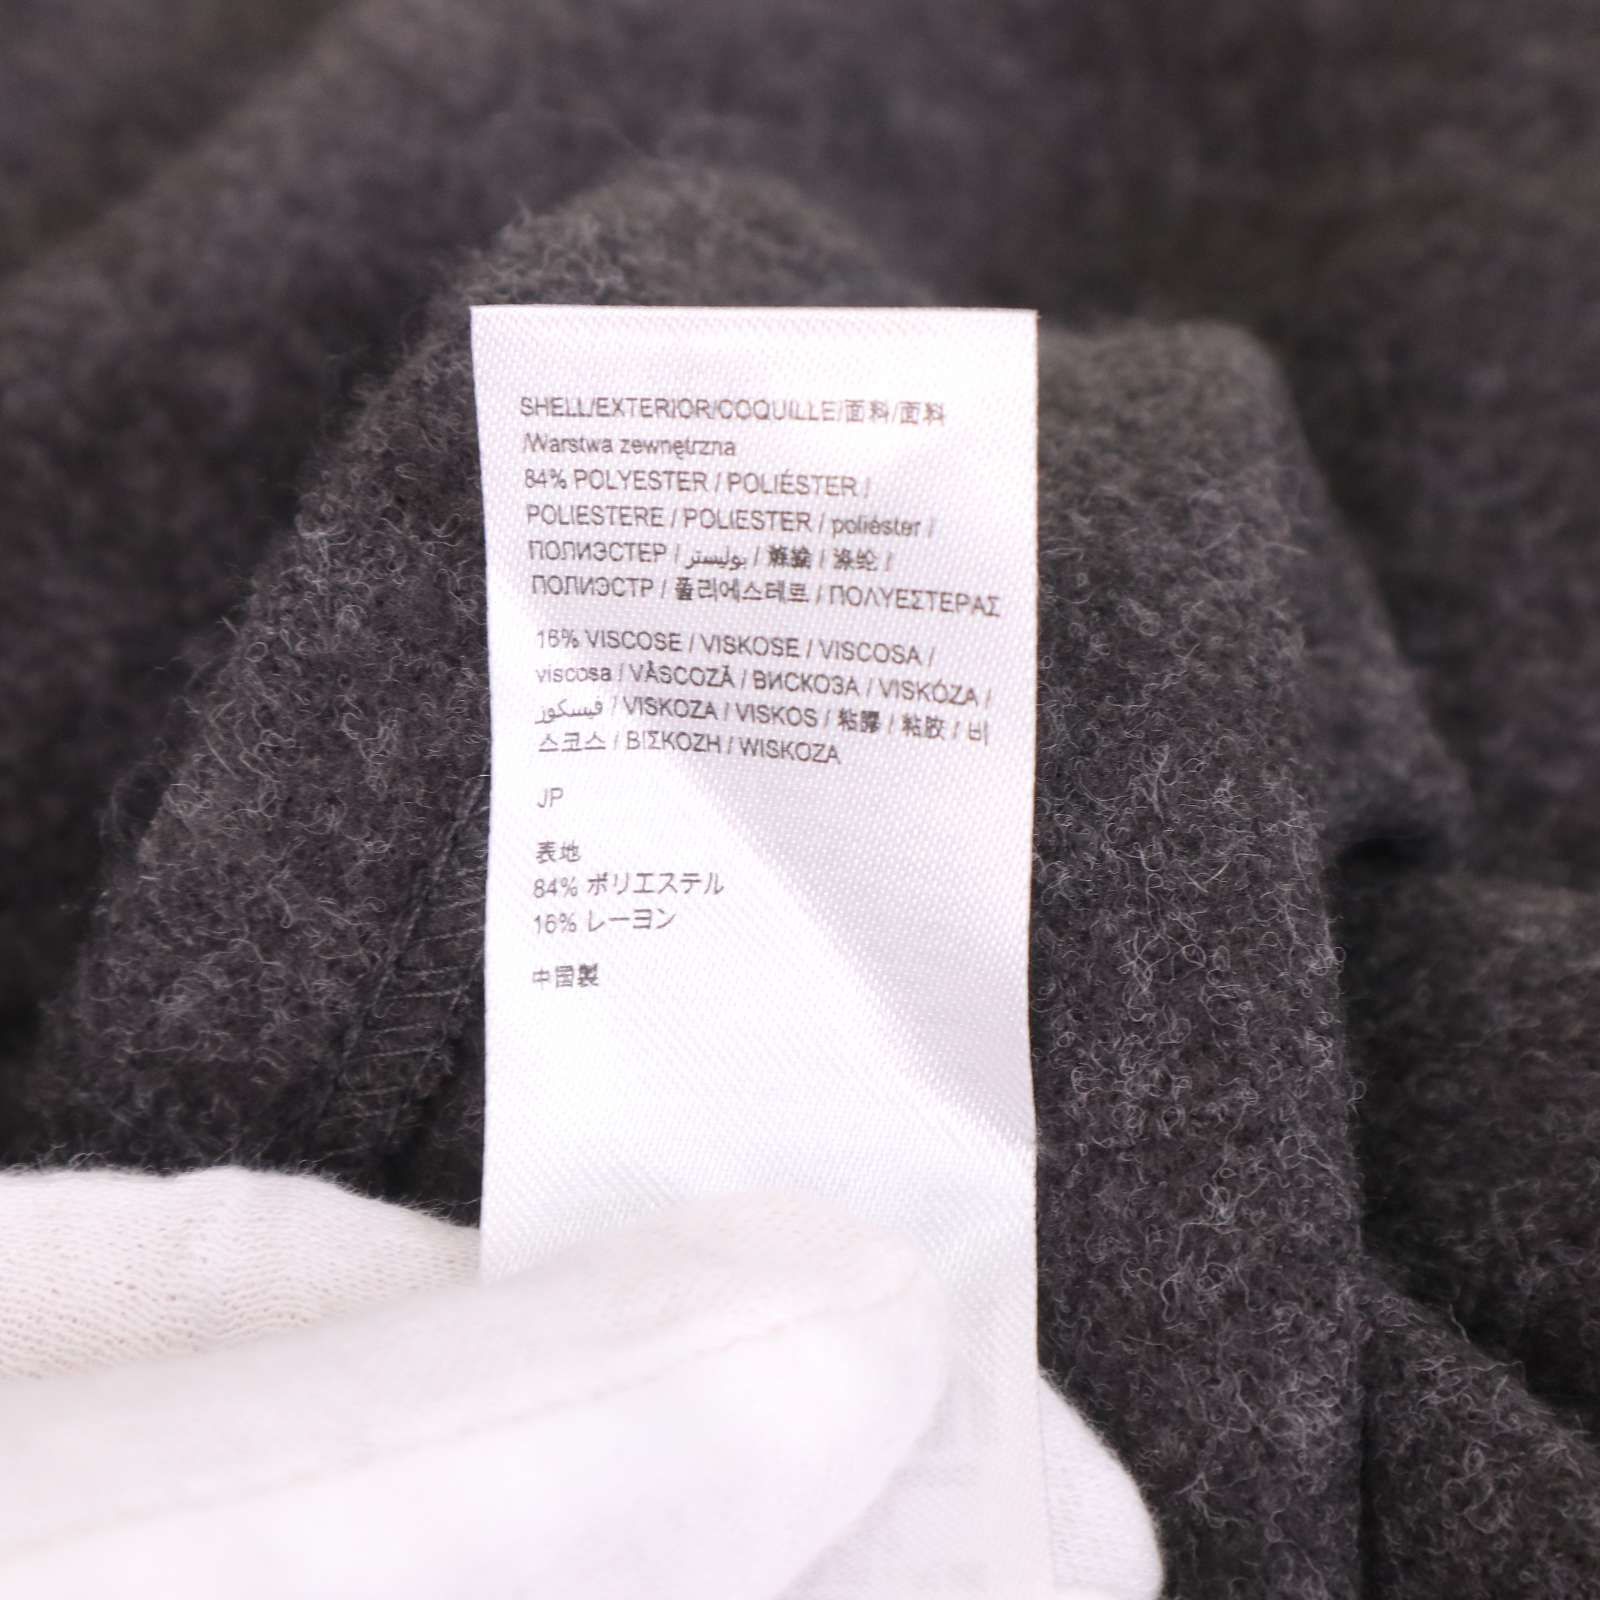 SHELL/EXTERIOR/COQUILLE/面料/面料
/Warstwa zewnętrzna
84% POLYESTER / POLIÉSTER /
POLIESTERE / POLIESTER / poliéster /
ПОЛИЭСТЕР / بوليستر / 滌綸 / 涤纶 /
ПОЛИЭСТР / 폴리에스테르 / ΠΟΛΥΕΣΤΕΡΑΣ
16% VISCOSE / VISKOSE / VISCOSA /
viscosa / VÂSCOZĂ / ВИСКОЗА / VISKÓZA /
فيسكوز / VISKOZA / VISKOS / 粘膠 / 粘胶 / 비
스코스 / ΒΙΣΚΟΖΗ / WISKOZA
JP
表地
84% ポリエステル
16% レーヨン
中国製